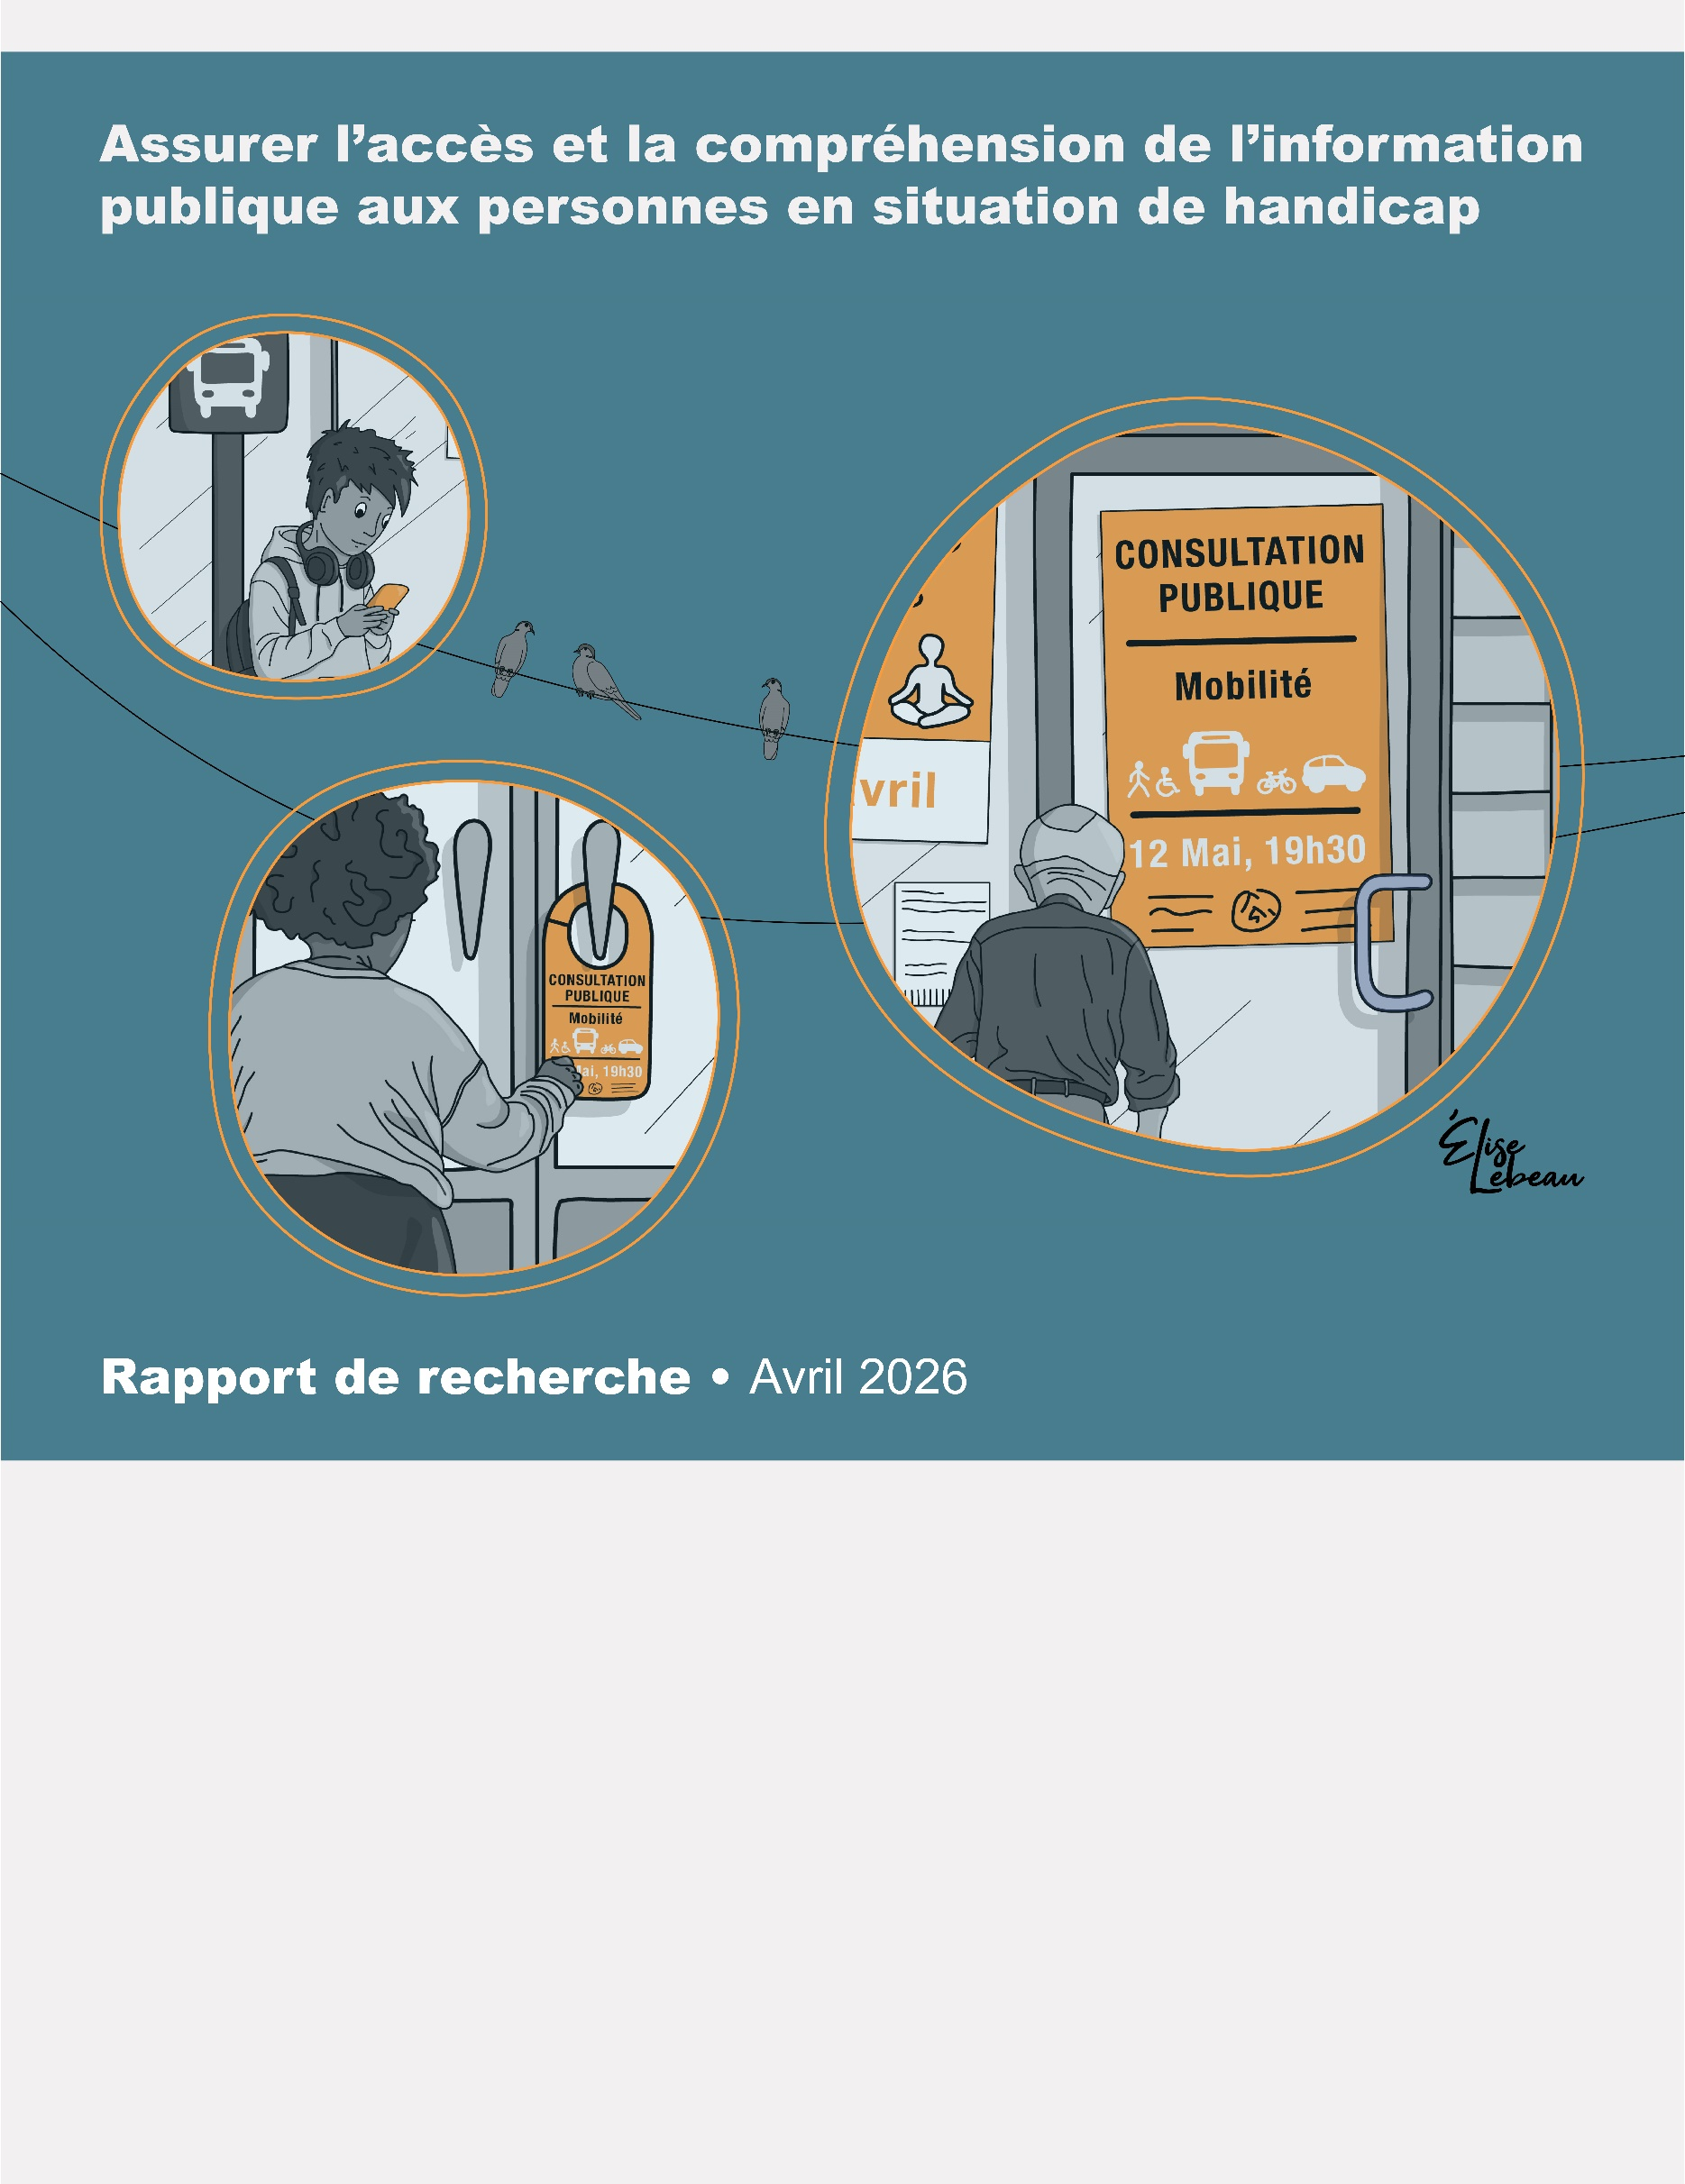 Assurer l’accès et la compréhension de l’information
publique aux personnes en situation de handicap
CONSULTATION
PUBLIQUE
Mobilité
12 Mai, 19h30
vril
CONSULTATION
PUBLIQUE
Mobilité
Mai, 19h30
Élise
Lebeau
Rapport de recherche • Avril 2026